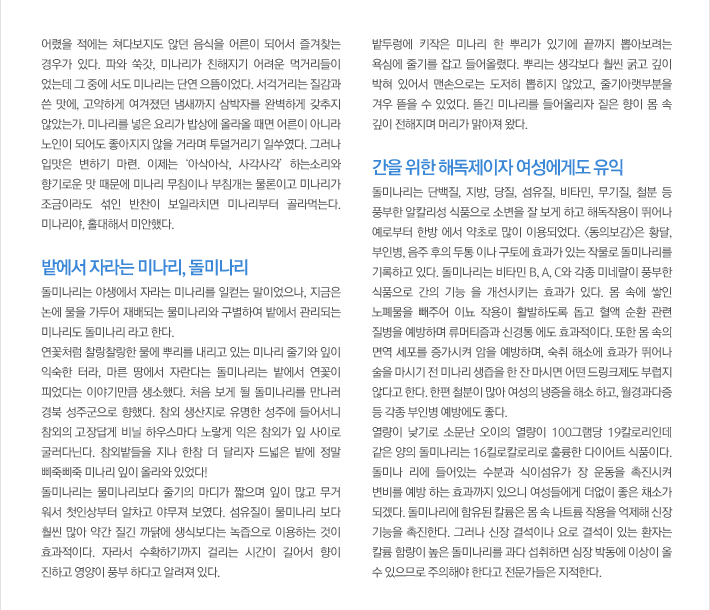 어렸을 적에는 쳐다보지도 않던 음식을 어른이 되어서 즐겨찾는
경우가 있다. 파와 쑥갓, 미나리가 친해지기 어려운 먹거리들이
었는데 그 중에 서도 미나리는 단연 으뜸이었다. 서걱거리는 질감과
쓴 맛에, 고약하게 여겨졌던 냄새까지 삼박자를 완벽하게 갖추지
않았는가. 미나리를 넣은 요리가 밥상에 올라올 때면 어른이 아니라
노인이 되어도 좋아지지 않을 거라며 투덜거리기 일쑤였다. 그러나
입맛은 변하기 마련. 이제는 '아삭아삭, 사각사각' 하는소리와
향기로운 맛 때문에 미나리 무침이나 부침개는 물론이고 미나리가
조금이라도 섞인 반찬이 보일라치면 미나리부터 골라먹는다.
미나리야, 홀대해서 미안했다.
밭에서 자라는 미나리, 돌미나리
돌미나리는 야생에서 자라는 미나리를 일컫는 말이었으나, 지금은
논에 물을 가두어 재배되는 물미나리와 구별하여 밭에서 관리되는
미나리도 돌미나리 라고 한다.
연꽃처럼 찰랑찰랑한 물에 뿌리를 내리고 있는 미나리 줄기와 잎이
익숙한 터라, 마른 땅에서 자란다는 돌미나리는 밭에서 연꽃이
피었다는 이야기만큼 생소했다. 처음 보게 될 돌미나리를 만나러
경북 성주군으로 향했다. 참외 생산지로 유명한 성주에 들어서니
참외의 고장답게 비닐 하우스마다 노랗게 익은 참외가 잎 사이로
굴러다닌다. 참외밭들을 지나 한참 더 달리자 드넓은 밭에 정말
삐죽삐죽 미나리 잎이 올라와 있었다!
돌미나리는 물미나리보다 줄기의 마디가 짧으며 잎이 많고 무거
워서 첫인상부터 알차고 야무져 보였다. 섬유질이 물미나리 보다
훨씬 많아 약간 질긴 까닭에 생식보다는 녹즙으로 이용하는 것이
효과적이다. 자라서 수확하기까지 걸리는 시간이 길어서 향이
진하고 영양이 풍부 하다고 알려져 있다.
밭두렁에 키작은 미나리 한 뿌리가 있기에 끝까지 뽑아보려는
욕심에 줄기를 잡고 들어올렸다. 뿌리는 생각보다 훨씬 굵고 깊이
박혀 있어서 맨손으로는 도저히 뽑히지 않았고, 줄기아랫부분을
겨우 뜯을 수 있었다. 뜯긴 미나리를 들어올리자 짙은 향이 몸 속
깊이 전해지며 머리가 맑아져 왔다.
간을 위한 해독제이자 여성에게도 유익
돌미나리는 단백질, 지방, 당질, 섬유질, 비타민, 무기질, 철분 등
풍부한 알칼리성 식품으로 소변을 잘 보게 하고 해독작용이 뛰어나
예로부터 한방 에서 약초로 많이 이용되었다. <동의보감>은 황달,
부인병, 음주 후의 두통 이나 구토에 효과가 있는 작물로 돌미나리를
기록하고 있다. 돌미나리는 비타민 B, A, C와 각종 미네랄이 풍부한
식품으로 간의 기능 을 개선시키는 효과가 있다. 몸 속에 쌓인
노폐물을 빼주어 이뇨 작용이 활발하도록 돕고 혈액 순환 관련
질병을 예방하며 류머티즘과 신경통 에도 효과적이다. 또한 몸 속의
면역 세포를 증가시켜 암을 예방하며, 숙취 해소에 효과가 뛰어나
술을 마시기 전 미나리 생즙을 한 잔 마시면 어떤 드링크제도 부럽지
않다고 한다. 한편 철분이 많아 여성의 냉증을 해소 하고, 월경과다증
등 각종 부인병 예방에도 좋다.
열량이 낮기로 소문난 오이의 열량이 100그램당 19칼로리인데
같은 양의 돌미나리는 16킬로칼로리로 훌륭한 다이어트 식품이다.
돌미나 리에 들어있는 수분과 식이섬유가 장 운동을 촉진시켜
변비를 예방 하는 효과까지 있으니 여성들에게 더없이 좋은 채소가
되겠다. 돌미나리에 함유된 칼륨은 몸 속 나트륨 작용을 억제해 신장
기능을 촉진한다. 그러나 신장 결석이나 요로 결석이 있는 환자는
칼륨 함량이 높은 돌미나리를 과다 섭취하면 심장 박동에 이상이 올
수 있으므로 주의해야 한다고 전문가들은 지적한다.